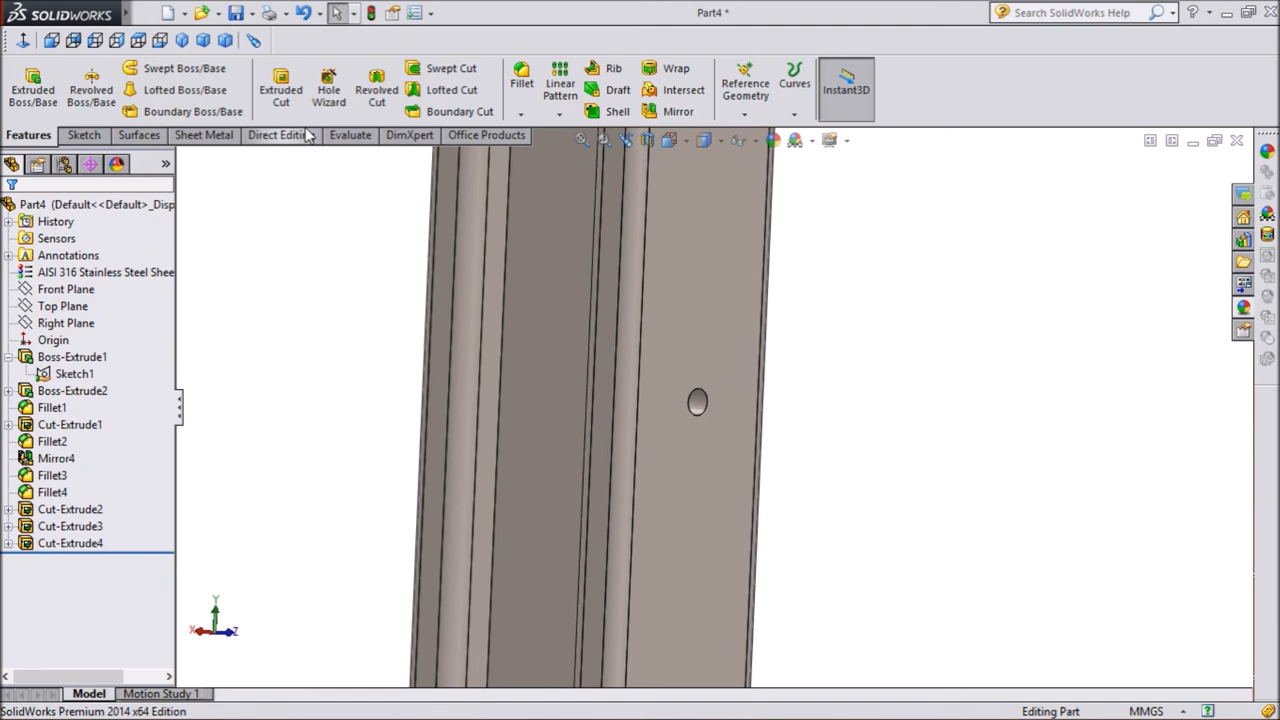 SOLIDWORKS
Part4 *
Search SolidWorks Help
Extruded Boss/Base
Revolved Boss/Base
Swept Boss/Base
Lofted Boss/Base
Boundary Boss/Base
Extruded Cut
Hole Wizard
Revolved Cut
Swept Cut
Lofted Cut
Boundary Cut
Fillet
Linear Pattern
Rib
Draft
Shell
Wrap
Intersect
Mirror
Reference Geometry
Curves
Instant3D
Features
Sketch
Surfaces
Sheet Metal
Direct Editing
Evaluate
DimXpert
Office Products
Part4 (Default<<Default>_Disp
History
Sensors
Annotations
AISI 316 Stainless Steel Shee
Front Plane
Top Plane
Right Plane
Origin
Boss-Extrude1
Sketch1
Boss-Extrude2
Fillet1
Cut-Extrude1
Fillet2
Mirror4
Fillet3
Fillet4
Cut-Extrude2
Cut-Extrude3
Cut-Extrude4
Y
X
Z
Model
Motion Study 1
SolidWorks Premium 2014 x64 Edition
Editing Part
MMGS